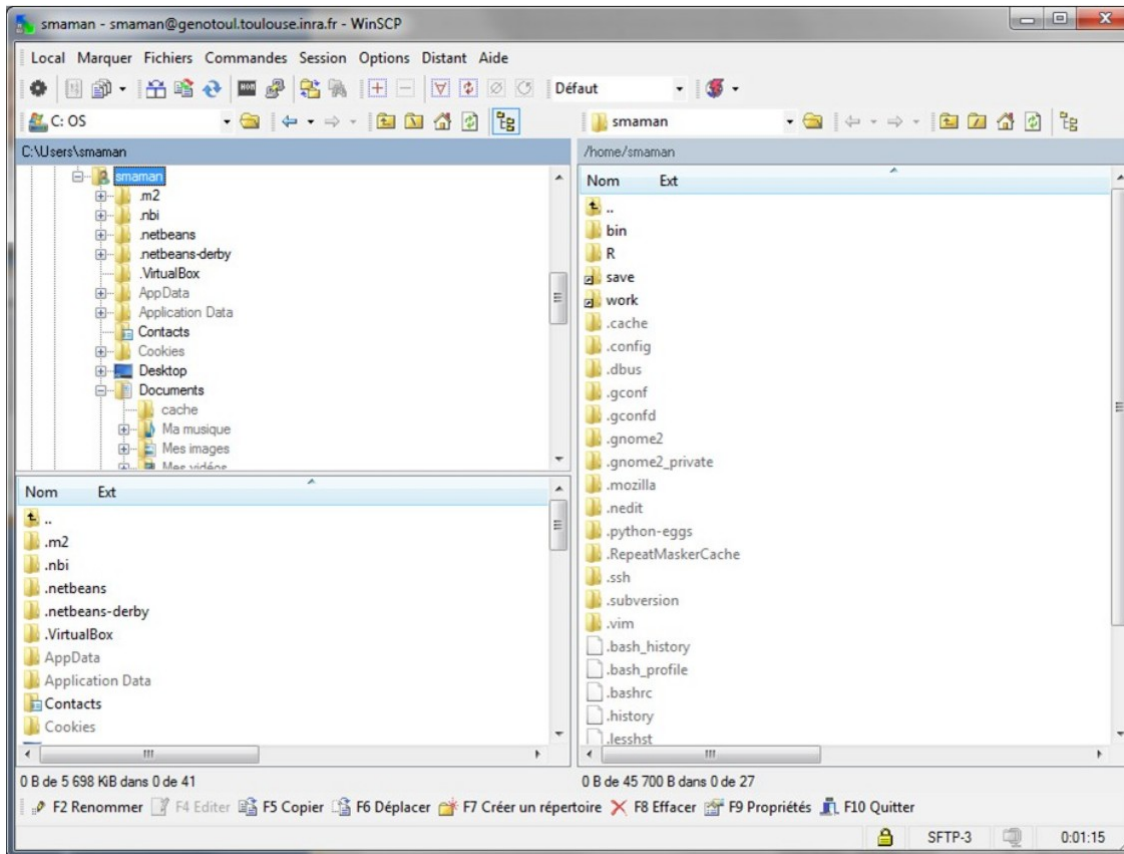 smaman - smaman@genotoul.toulouse.inra.fr - WinSCP
Local Marquer Fichiers Commandes Session Options Distant Aide
Défaut
C: OS
smaman
C:\Users\smaman
/home/smaman
smaman
.m2
.nbi
.netbeans
.netbeans-derby
.VirtualBox
AppData
Application Data
Contacts
Cookies
Desktop
Documents
cache
Ma musique
Mes images
Mes vidéos
Nom Ext
..
.m2
.nbi
.netbeans
.netbeans-derby
.VirtualBox
AppData
Application Data
Contacts
Cookies
Nom Ext
..
bin
R
save
work
.cache
.config
.dbus
.gconf
.gconfd
.gnome2
.gnome2_private
.mozilla
.nedit
.python-eggs
.RepeatMaskerCache
.ssh
.subversion
.vim
.bash_history
.bash_profile
.bashrc
.history
.lesshst
0 B de 5 698 KiB dans 0 de 41
0 B de 45 700 B dans 0 de 27
F2 Renommer F4 Editer F5 Copier F6 Déplacer F7 Créer un répertoire F8 Effacer F9 Propriétés F10 Quitter
SFTP-3 0:01:15